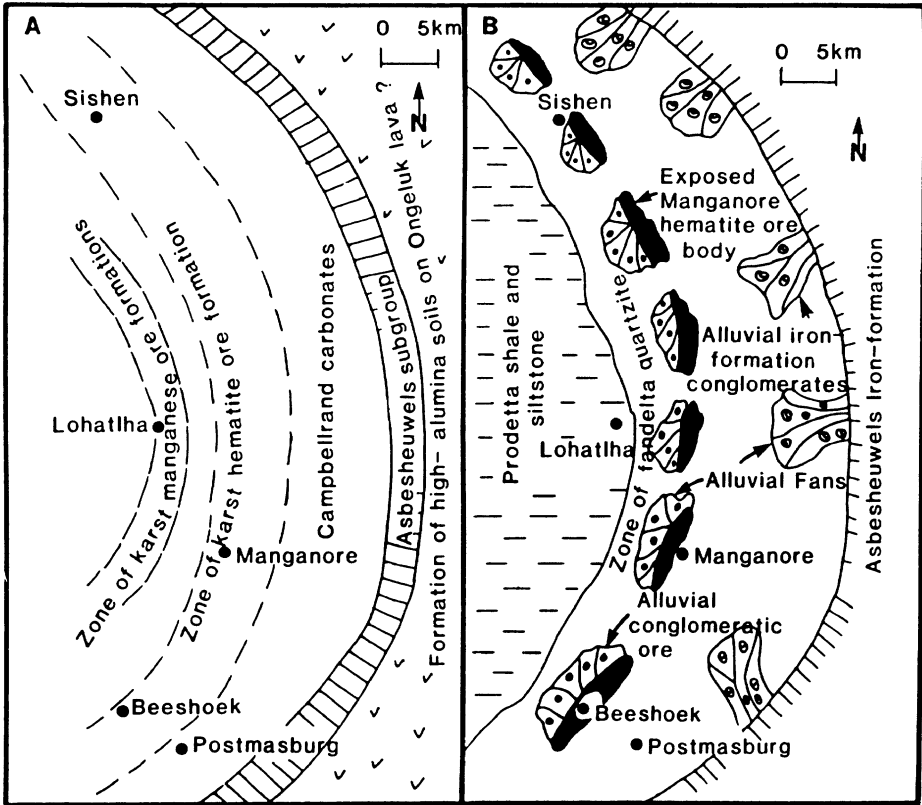 A
0 5km
N
Sishen
Zone of karst manganese ore formations
Zone of karst hematite ore formation
Campbellrand carbonates
Asbesheuwels subgroup
Formation of high- alumina soils on Ongeluk lava ?
Lohatlha
Manganore
Beeshoek
Postmasburg
B
0 5km
N
Sishen
Exposed
Manganore
hematite ore
body
Prodetta shale and
siltstone
Zone of fandelta quartzite
Alluvial iron-
formation
conglomerates
Lohatlha
Alluvial Fans
Asbesheuwels Iron-formation
Manganore
Alluvial
conglomeratic
ore
Beeshoek
Postmasburg